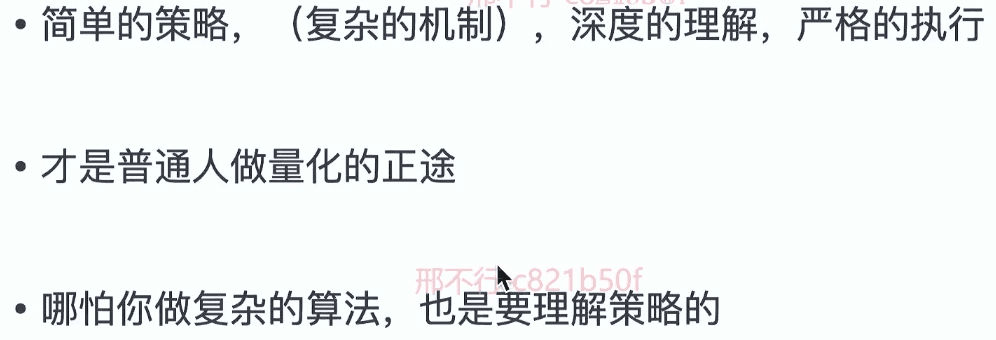 • 简单的策略，（复杂的机制），深度的理解，严格的执行
• 才是普通人做量化的正途
邢不行 c821b50f
• 哪怕你做复杂的算法，也是要理解策略的